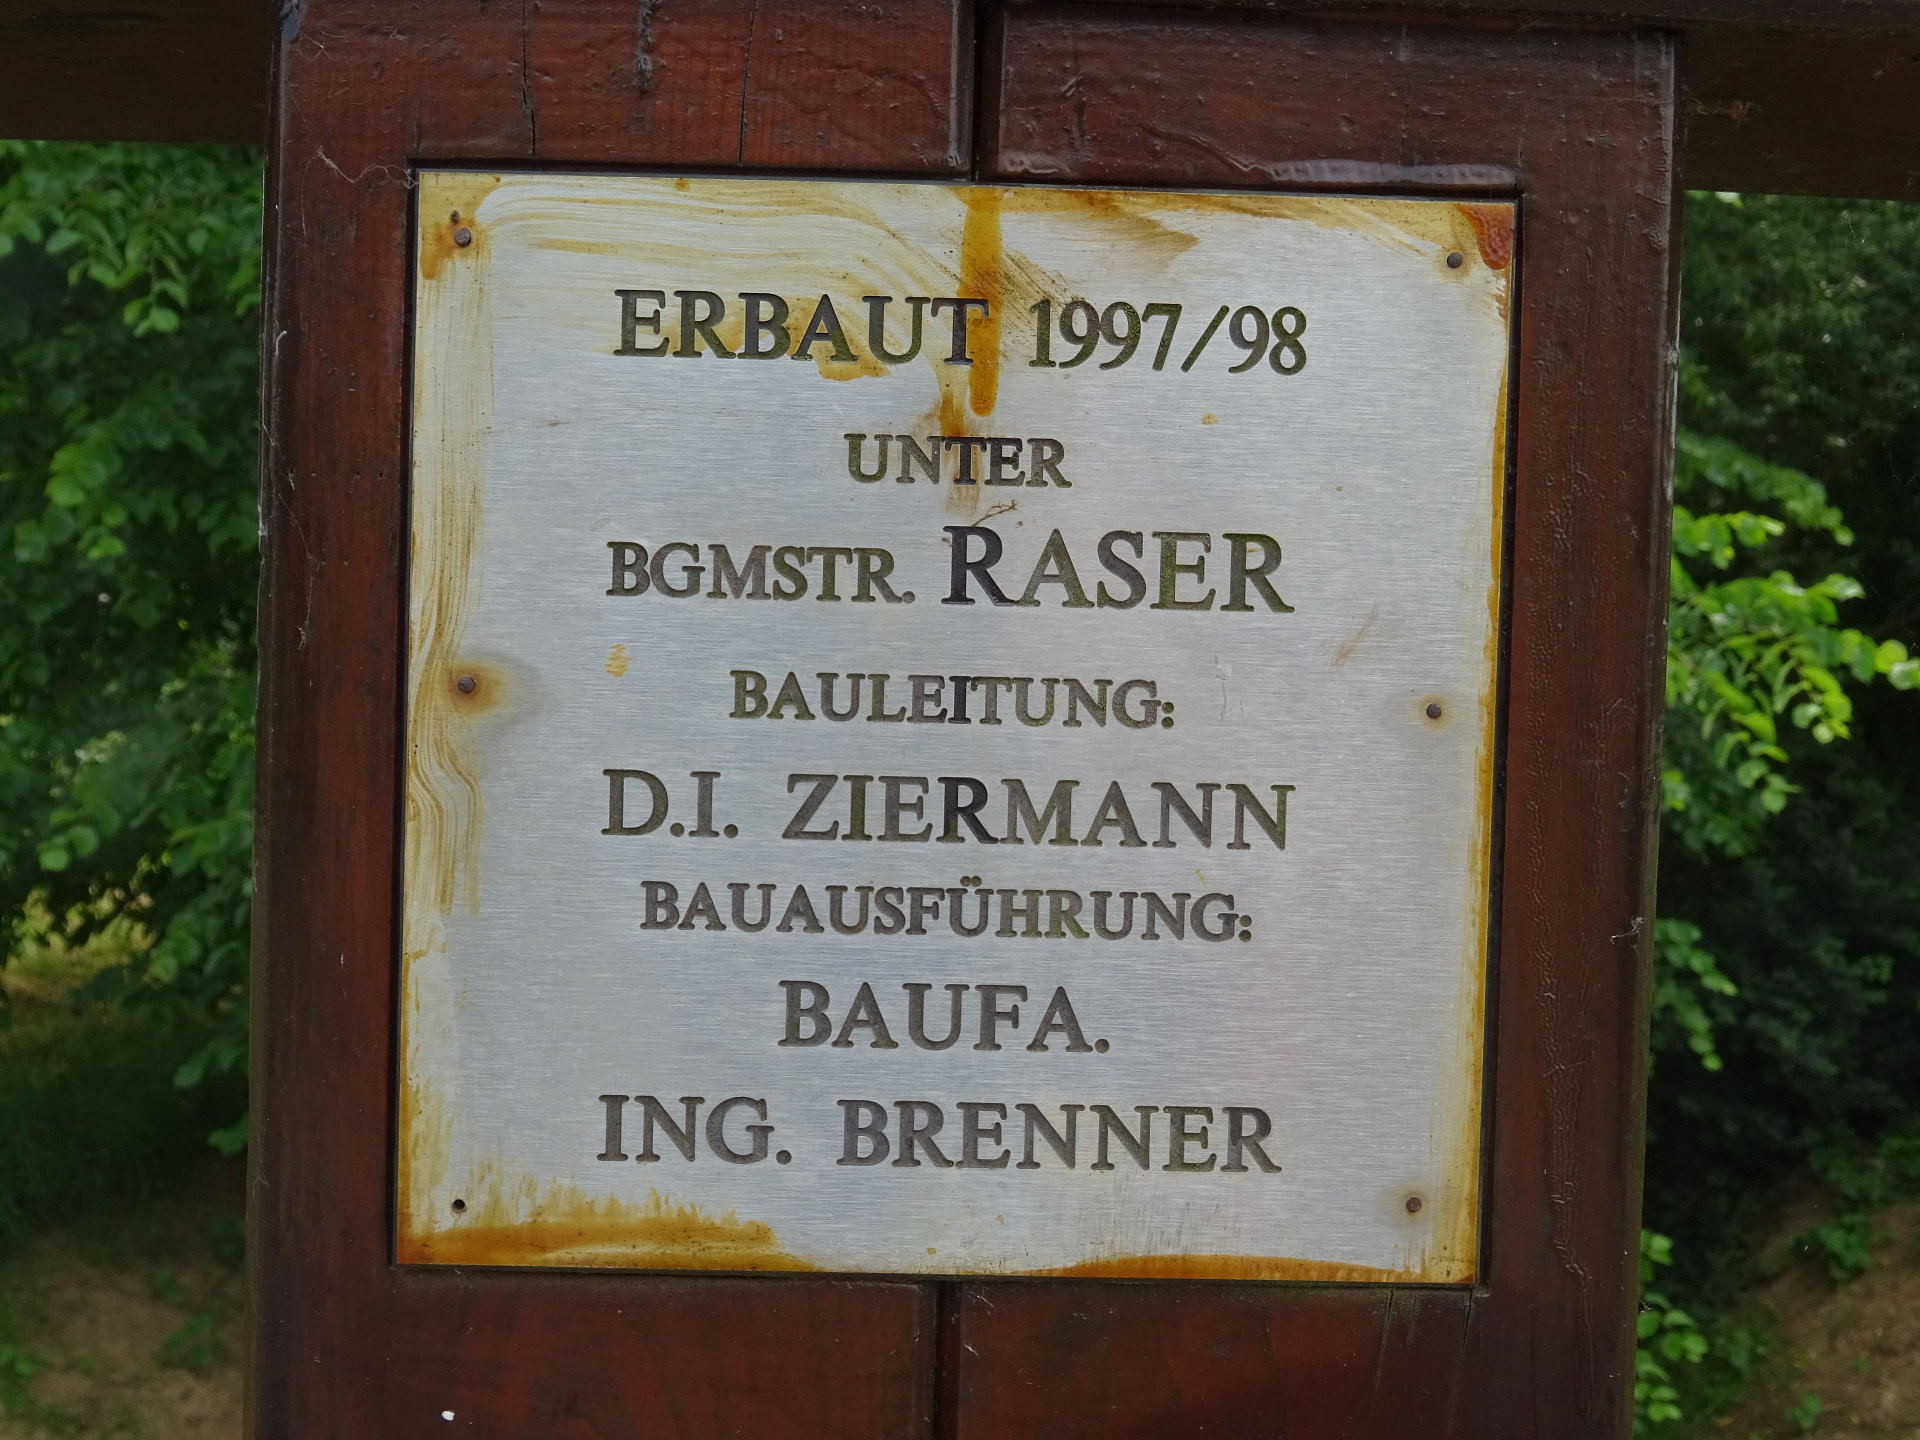 ERBAUT 1997/98
UNTER
BGMSTR. RASER
BAULEITUNG:
D.I. ZIERMANN
BAUAUSFÜHRUNG:
BAUFA.
ING. BRENNER